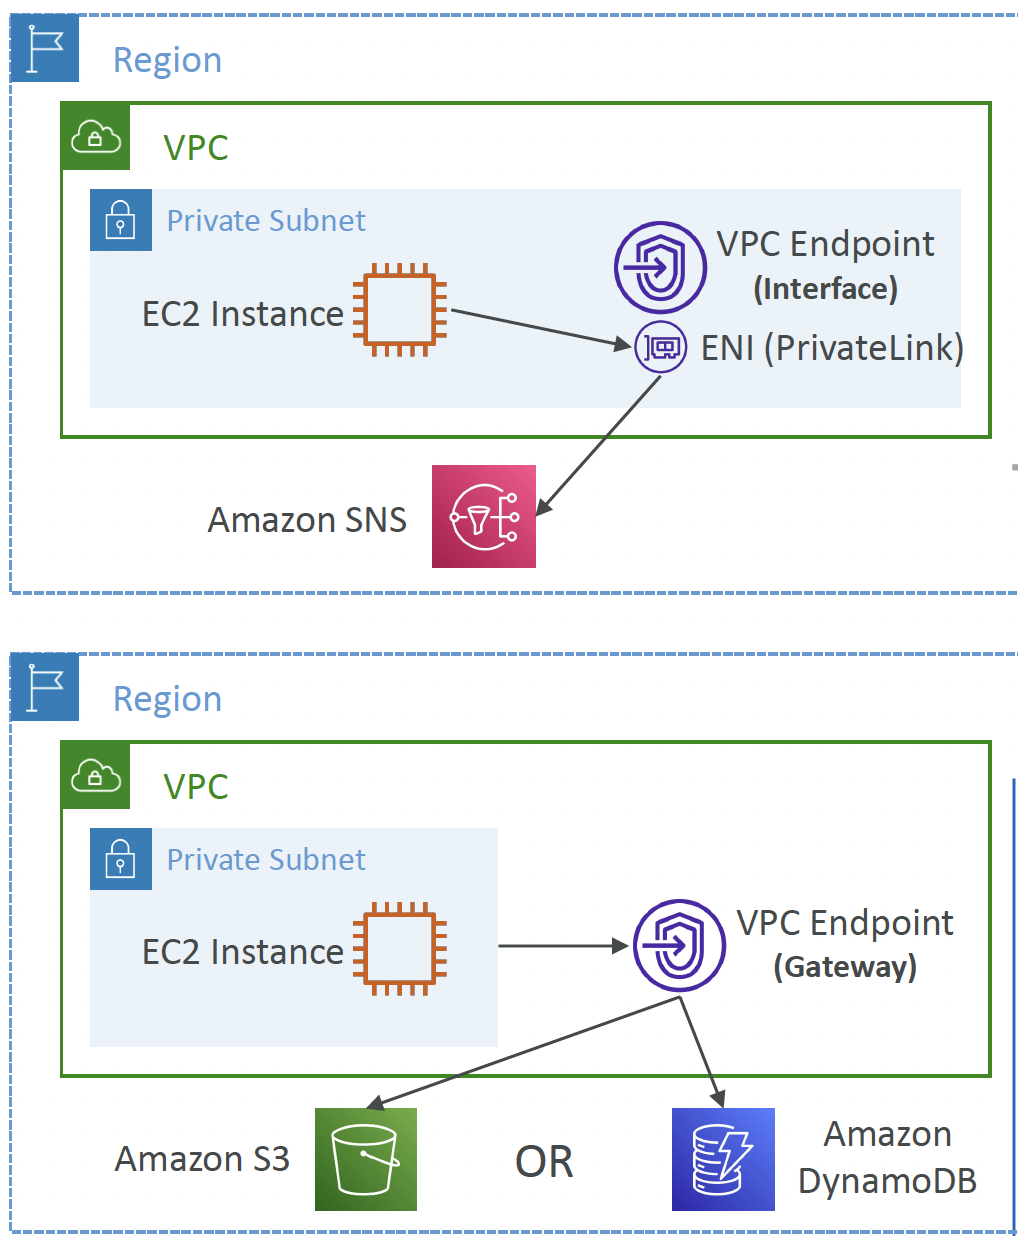 Region
VPC
Private Subnet
VPC Endpoint
(Interface)
EC2 Instance
ENI (PrivateLink)
Amazon SNS
Region
VPC
Private Subnet
VPC Endpoint
(Gateway)
EC2 Instance
Amazon S3
OR
Amazon
DynamoDB